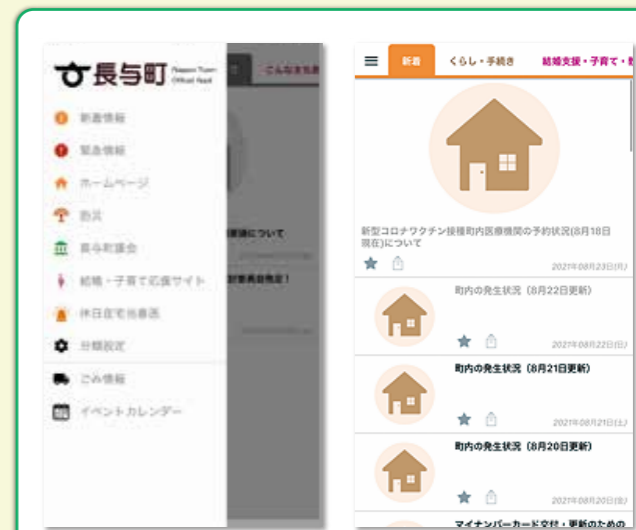 長与町
Nagayo Town
Official App
新着情報
緊急情報
ホームページ
防災
長与町議会
結婚・子育て応援サイト
休日在宅当番医
分類設定
ごみ情報
イベントカレンダー
新着 くらし・手続き 結婚支援・子育て・
新型コロナワクチン接種町内医療機関の予約状況(8月18日
現在)について
2021年08月23日(月)
町内の発生状況（8月22日更新）
2021年08月22日(日)
町内の発生状況（8月21日更新）
2021年08月21日(土)
町内の発生状況（8月20日更新）
2021年08月20日(金)
マイナンバーカード交付・更新のための